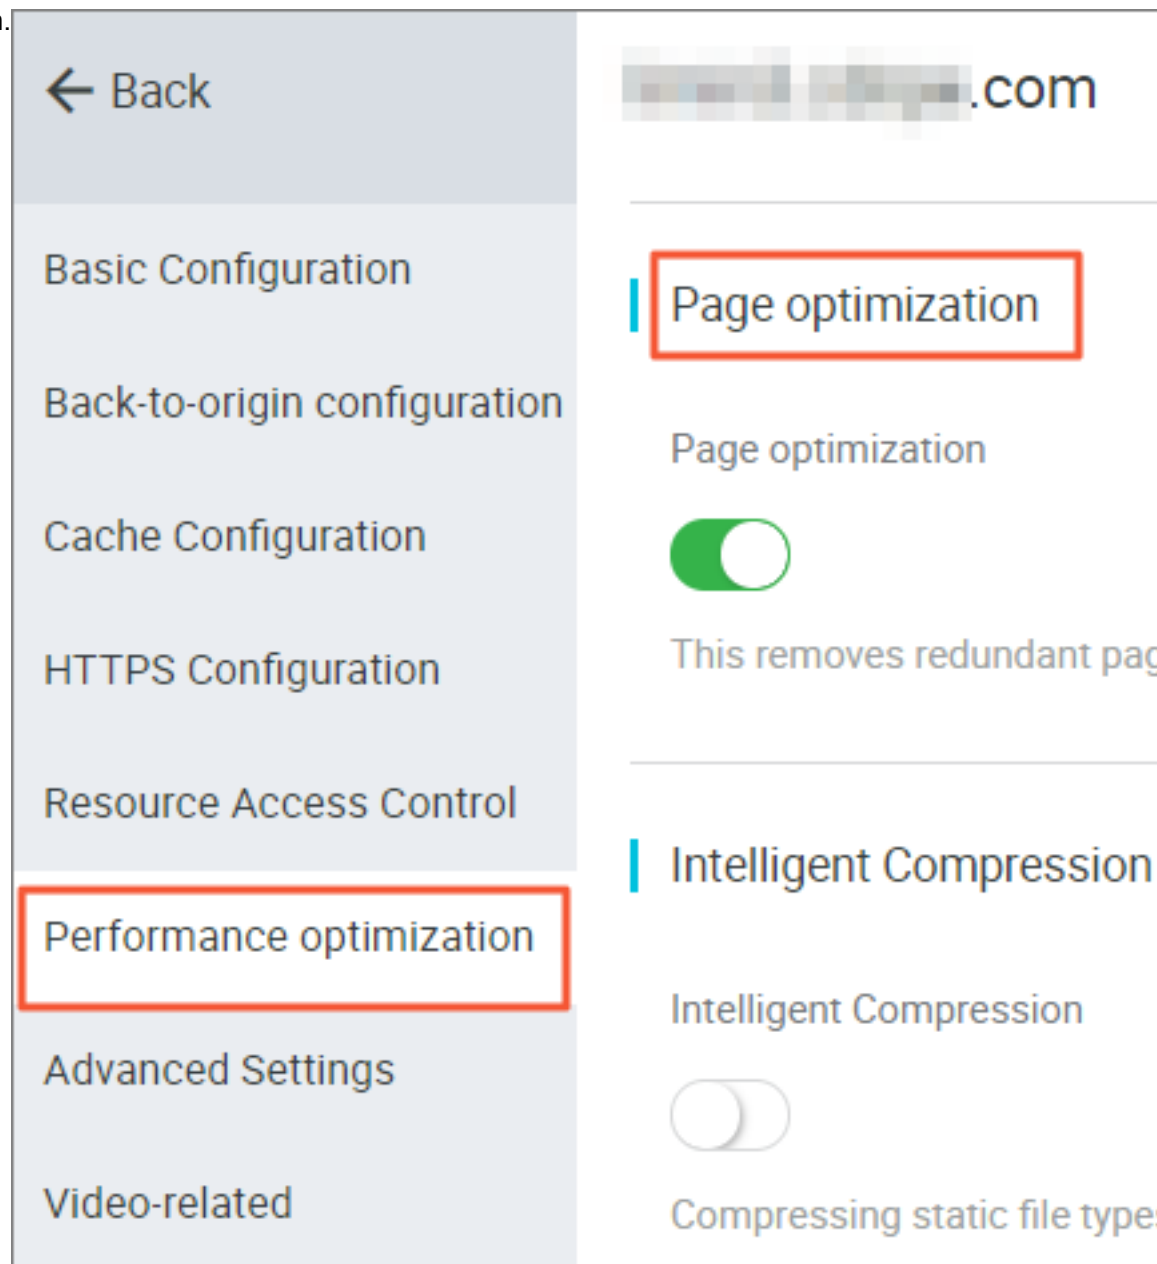 ← Back
.com
Basic Configuration
Back-to-origin configuration
Cache Configuration
HTTPS Configuration
Resource Access Control
Performance optimization
Advanced Settings
Video-related
Page optimization
Page optimization
This removes redundant
Intelligent Compression
Intelligent Compression
Compressing static file